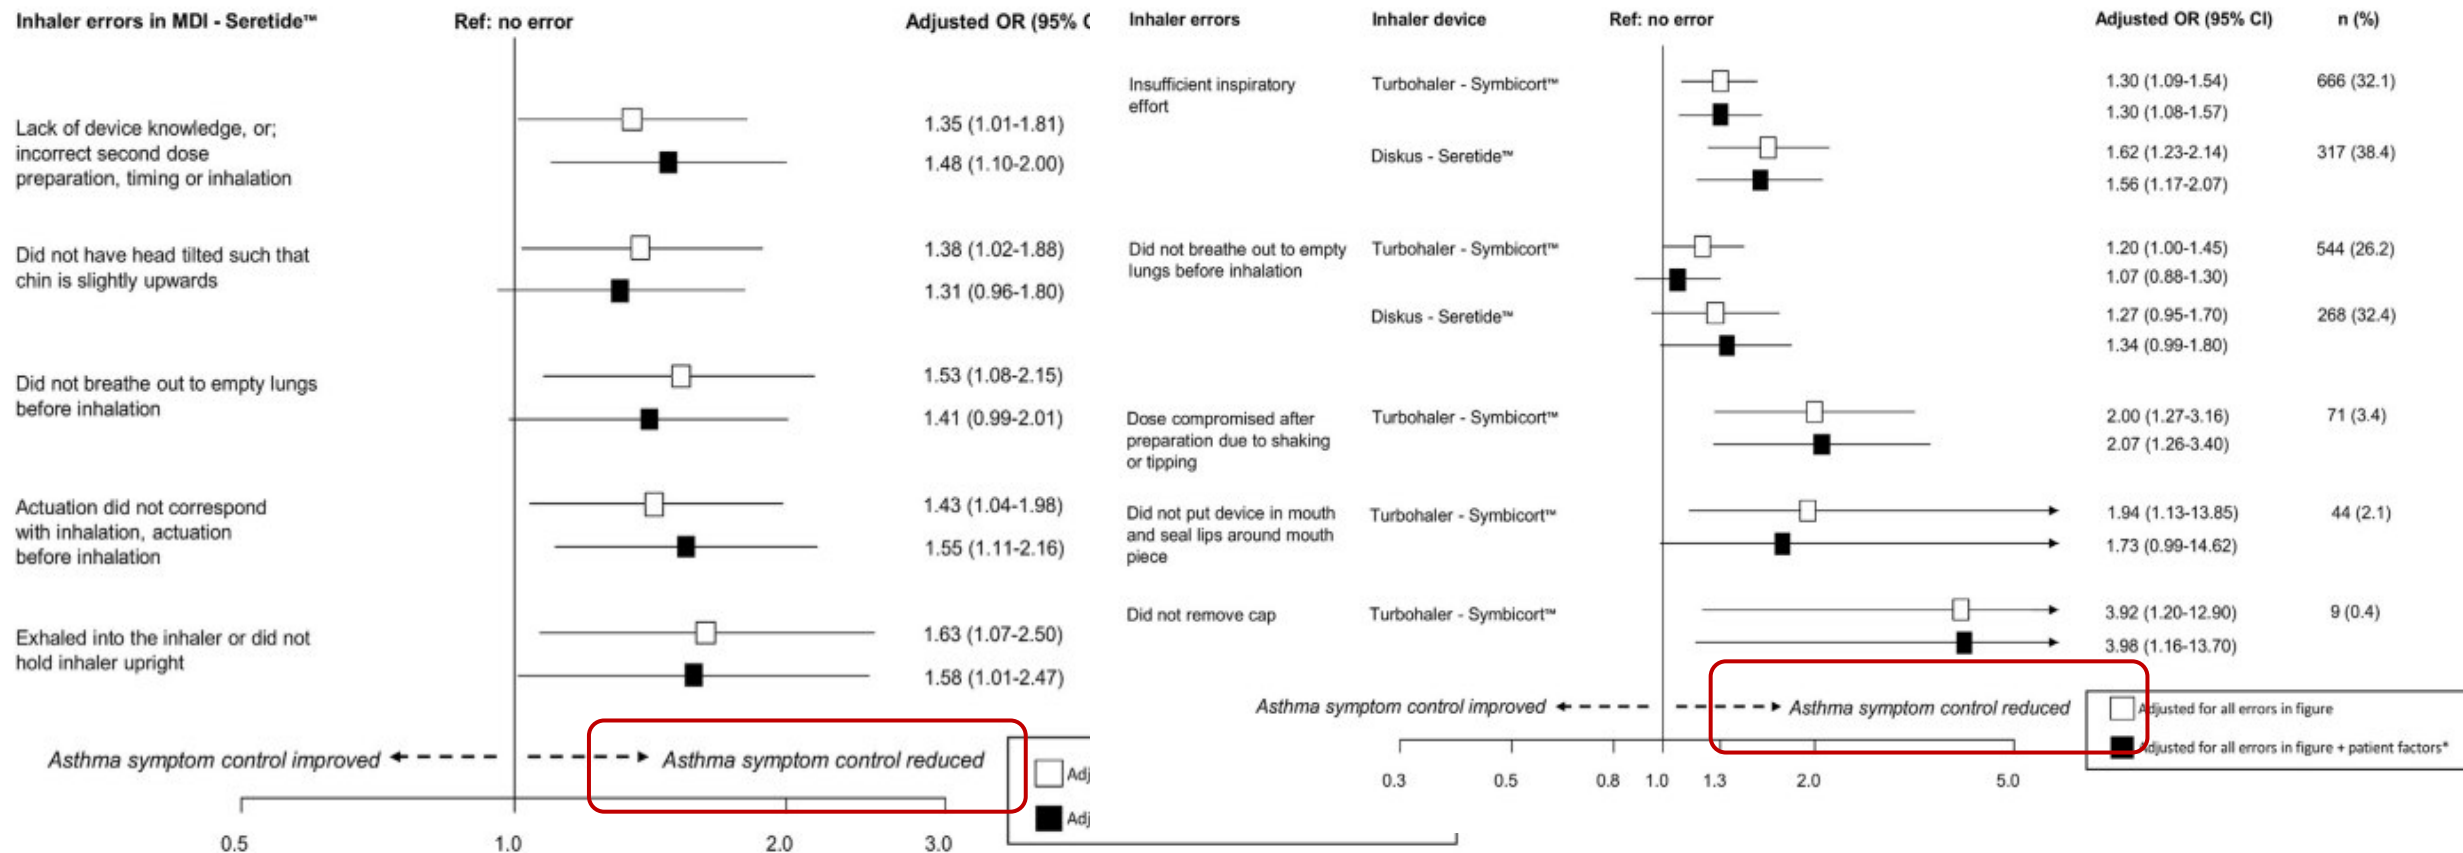 Inhaler errors in MDI - Seretide™
Ref: no error
Adjusted OR (95%
Lack of device knowledge, or;
incorrect second dose
preparation, timing or inhalation
1.35 (1.01-1.81)
1.48 (1.10-2.00)
Did not have head tilted such that
chin is slightly upwards
1.38 (1.02-1.88)
1.31 (0.96-1.80)
Did not breathe out to empty lungs
before inhalation
1.53 (1.08-2.15)
1.41 (0.99-2.01)
Actuation did not correspond
with inhalation, actuation
before inhalation
1.43 (1.04-1.98)
1.55 (1.11-2.16)
Exhaled into the inhaler or did not
hold inhaler upright
1.63 (1.07-2.50)
1.58 (1.01-2.47)
Asthma symptom control improved
Asthma symptom control reduced
Adj
Adj
0.5 1.0 2.0 3.0
Inhaler errors
Inhaler device
Ref: no error
Adjusted OR (95% CI)
n (%)
Insufficient inspiratory
effort
Turbohaler - Symbicort™
1.30 (1.09-1.54)
666 (32.1)
1.30 (1.08-1.57)
Diskus - Seretide™
1.62 (1.23-2.14)
317 (38.4)
1.56 (1.17-2.07)
Did not breathe out to empty
lungs before inhalation
Turbohaler - Symbicort™
1.20 (1.00-1.45)
544 (26.2)
1.07 (0.88-1.30)
Diskus - Seretide™
1.27 (0.95-1.70)
268 (32.4)
1.34 (0.99-1.80)
Dose compromised after
preparation due to shaking
or tipping
Turbohaler - Symbicort™
2.00 (1.27-3.16)
71 (3.4)
2.07 (1.26-3.40)
Did not put device in mouth
and seal lips around mouth
piece
Turbohaler - Symbicort™
1.94 (1.13-13.85)
44 (2.1)
1.73 (0.99-14.62)
Did not remove cap
Turbohaler - Symbicort™
3.92 (1.20-12.90)
9 (0.4)
3.98 (1.16-13.70)
Asthma symptom control improved
Asthma symptom control reduced
Adjusted for all errors in figure
Adjusted for all errors in figure + patient factors*
0.3 0.5 0.8 1.0 1.3 2.0 5.0